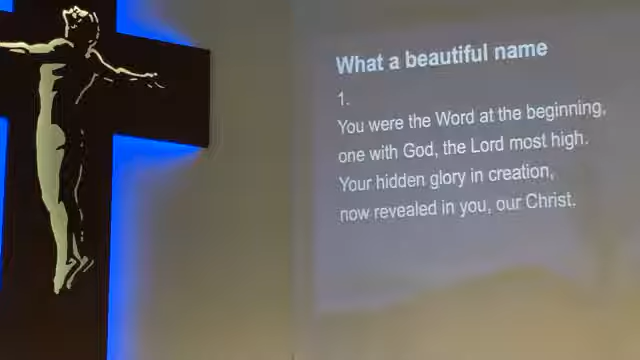 What a beautiful name
1.
You were the Word at the beginning,
one with God, the Lord most high.
Your hidden glory in creation,
now revealed in you, our Christ.